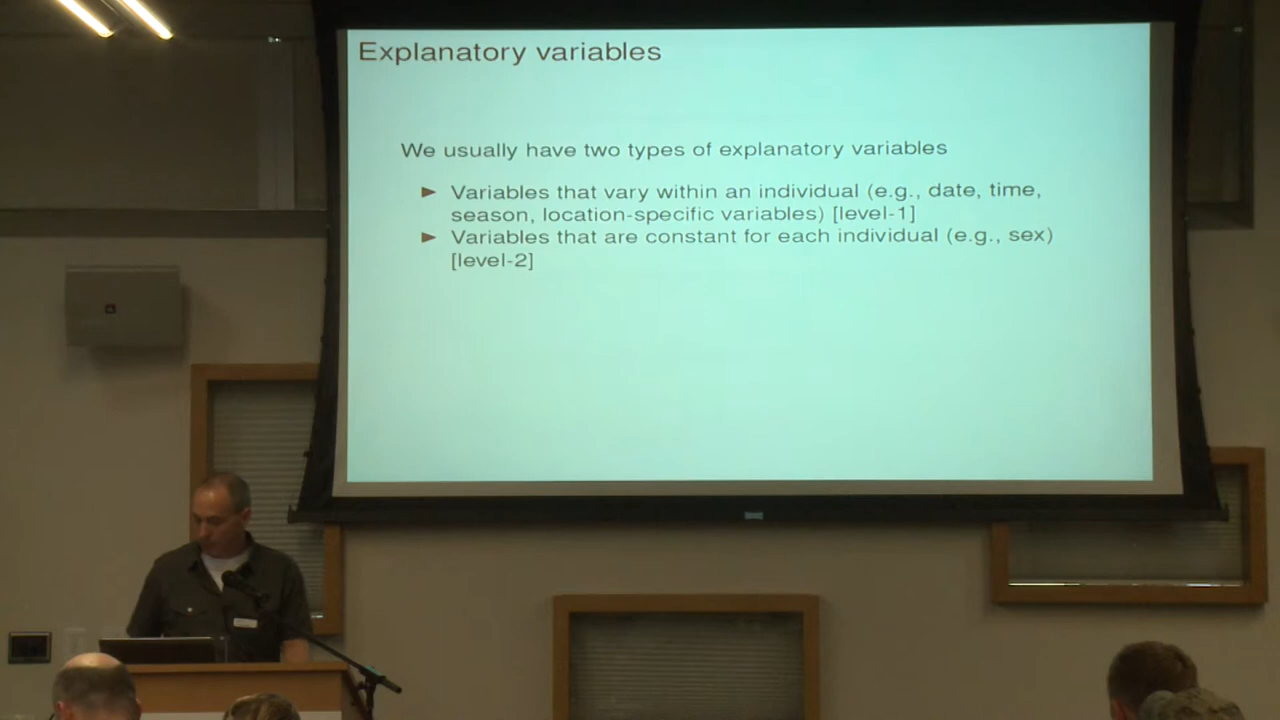 Explanatory variables
We usually have two types of explanatory variables
► Variables that vary within an individual (e.g., date, time,
season, location-specific variables) [level-1]
► Variables that are constant for each individual (e.g., sex)
[level-2]